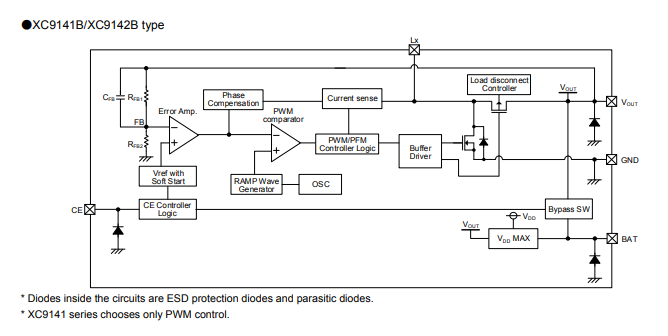 ●XC9141B/XC9142B type
Lx
Load disconnect
Controller
CFB
RFB1
Phase
Compensation
Current sense
VOUT
VOUT
Error Amp.
PWM
comparator
FB
RFB2
PWM/PFM
Controller Logic
Buffer
Driver
GND
Vref with
Soft Start
RAMP Wave
Generator
OSC
CE
CE Controller
Logic
Bypass SW
VDD
VOUT
VDD MAX
BAT
* Diodes inside the circuits are ESD protection diodes and parasitic diodes.
* XC9141 series chooses only PWM control.